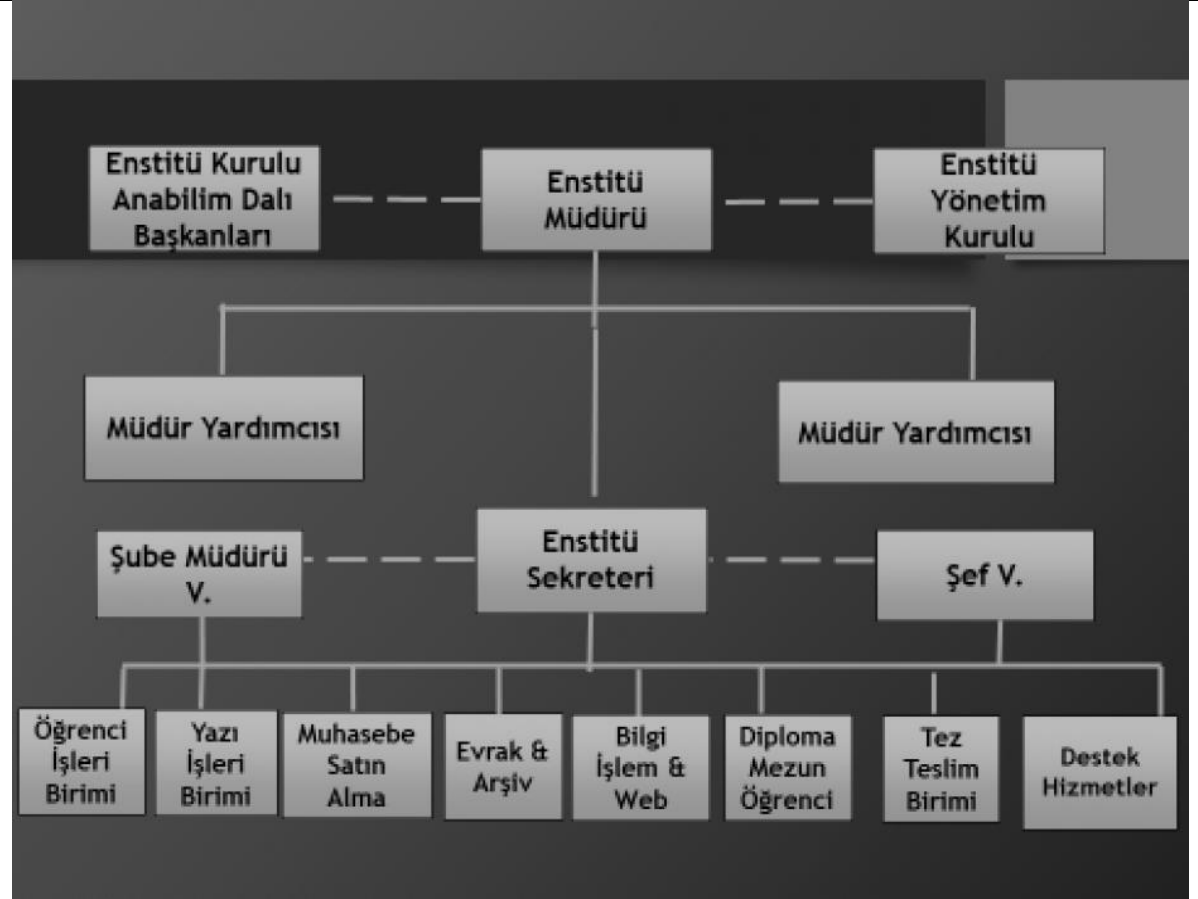 Enstitü Kurulu
Anabilim Dalı
Başkanları
Enstitü
Müdürü
Enstitü
Yönetim
Kurulu
Müdür Yardımcısı
Müdür Yardımcısı
Şube Müdürü
V.
Enstitü
Sekreteri
Şef V.
Öğrenci
İşleri
Birimi
Yazı
İşleri
Birimi
Muhasebe
Satın
Alma
Evrak &
Arşiv
Bilgi
İşlem &
Web
Diploma
Mezun
Öğrenci
Tez
Teslim
Birimi
Destek
Hizmetler